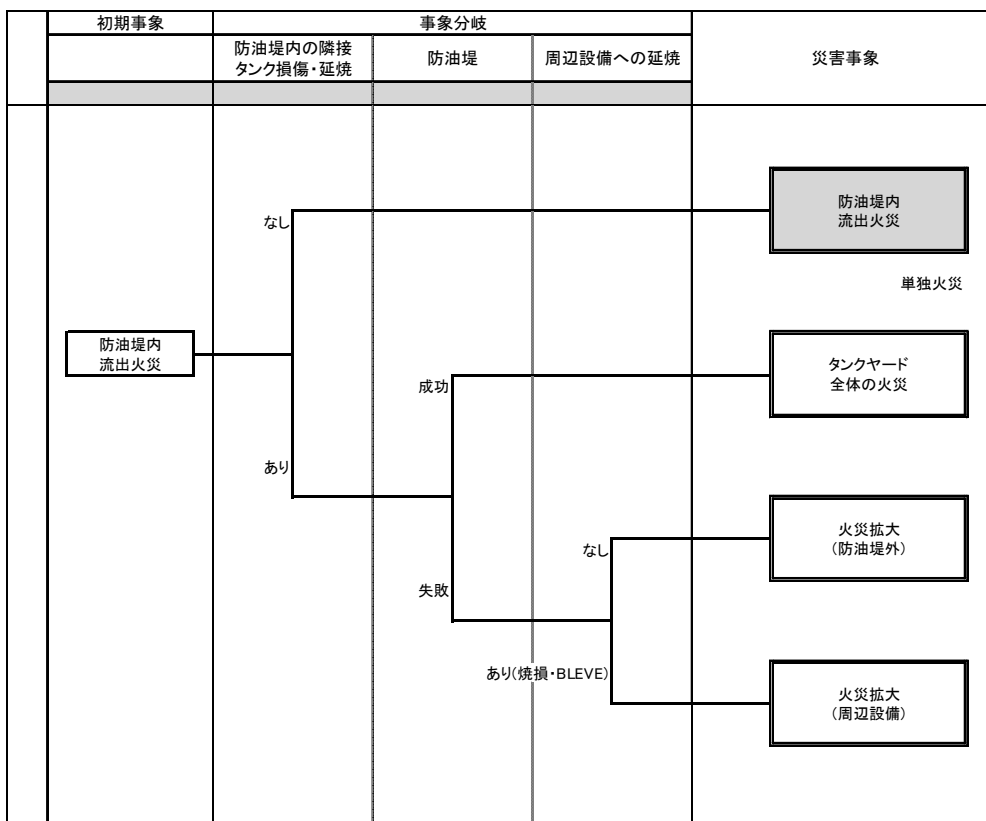 初期事象
事象分岐
災害事象
防油堤内の隣接
タンク損傷・延焼
防油堤
周辺設備への延焼
防油堤内
流出火災
なし
単独火災
防油堤内
流出火災
タンクヤード
全体の火災
成功
あり
火災拡大
(防油堤外)
なし
失敗
あり(焼損・BLEVE)
火災拡大
(周辺設備)